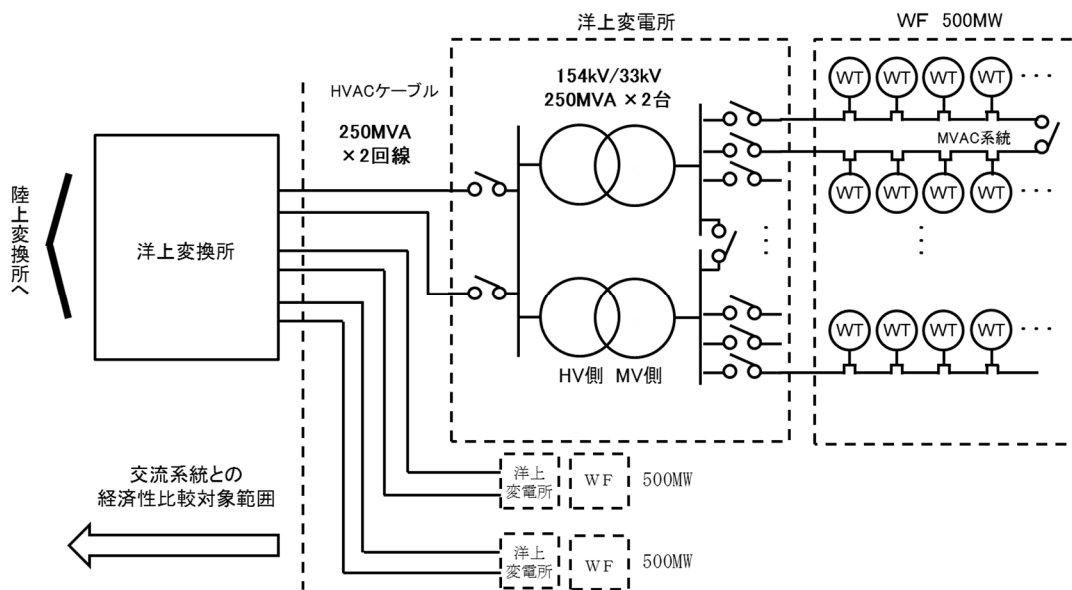 洋上変電所
WF 500MW
HVACケーブル
154kV/33kV
250MVA ×2台
250MVA
×2回線
WT WT WT WT ･･･
MVAC系統
WT WT WT WT ･･･
陸上変換所へ
洋上変換所
･･･
･･･
WT WT WT WT ･･･
HV側 MV側
交流系統との
経済性比較対象範囲
洋上
変電所
WF
500MW
洋上
変電所
WF
500MW